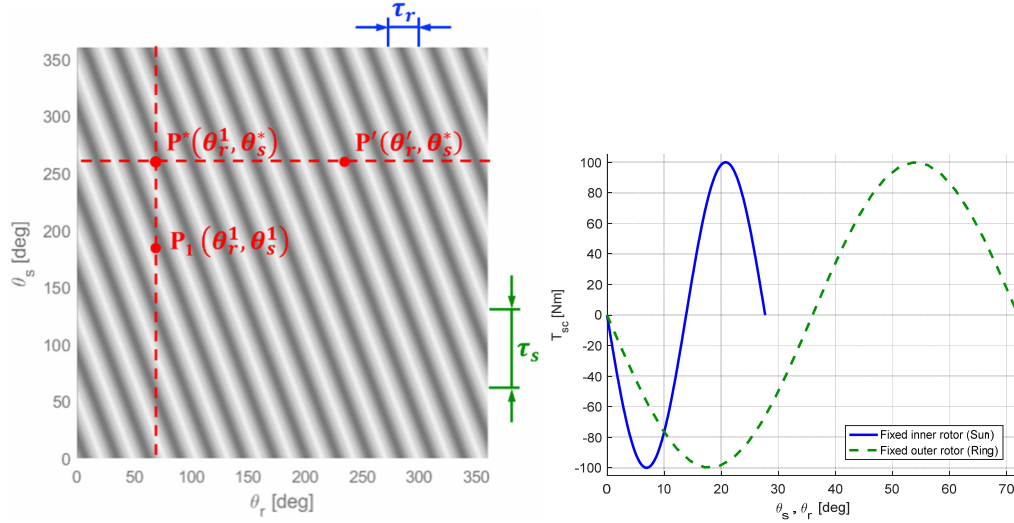 τᵣ
350
300
250
200
150
100
50
0
θₛ [deg]
P*(θᵣ¹, θₛ*)
P′(θᵣ′, θₛ*)
P₁(θᵣ¹, θₛ¹)
τₛ
0 50 100 150 200 250 300 350
θᵣ [deg]
100
80
60
40
20
0
-20
-40
-60
-80
-100
T_sc [Nm]
Fixed inner rotor (Sun)
Fixed outer rotor (Ring)
0 10 20 30 40 50 60 70
θₛ , θᵣ [deg]